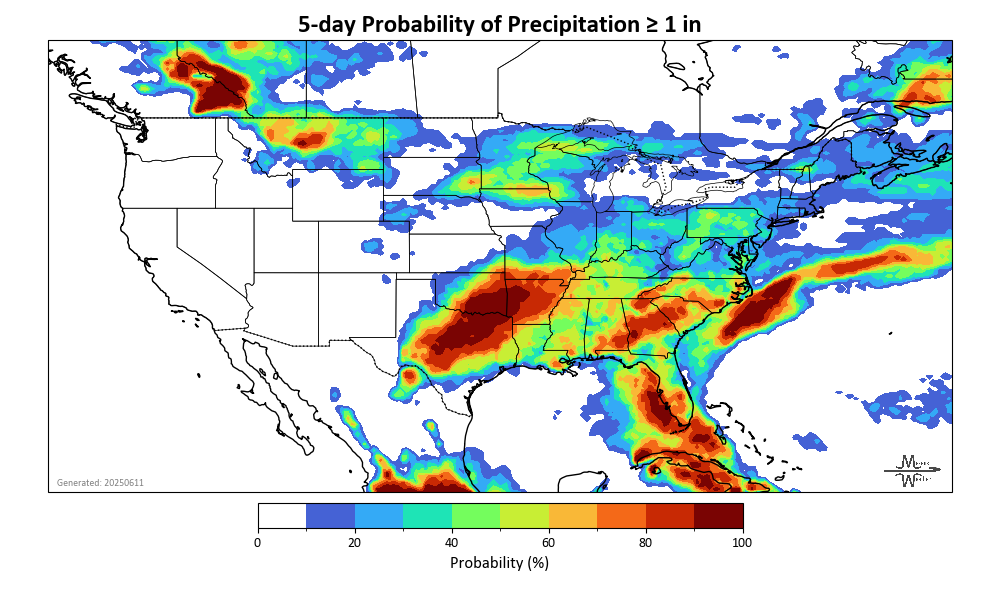 5-day Probability of Precipitation ≥ 1 in
Generated: 20250611
0 20 40 60 80 100
Probability (%)